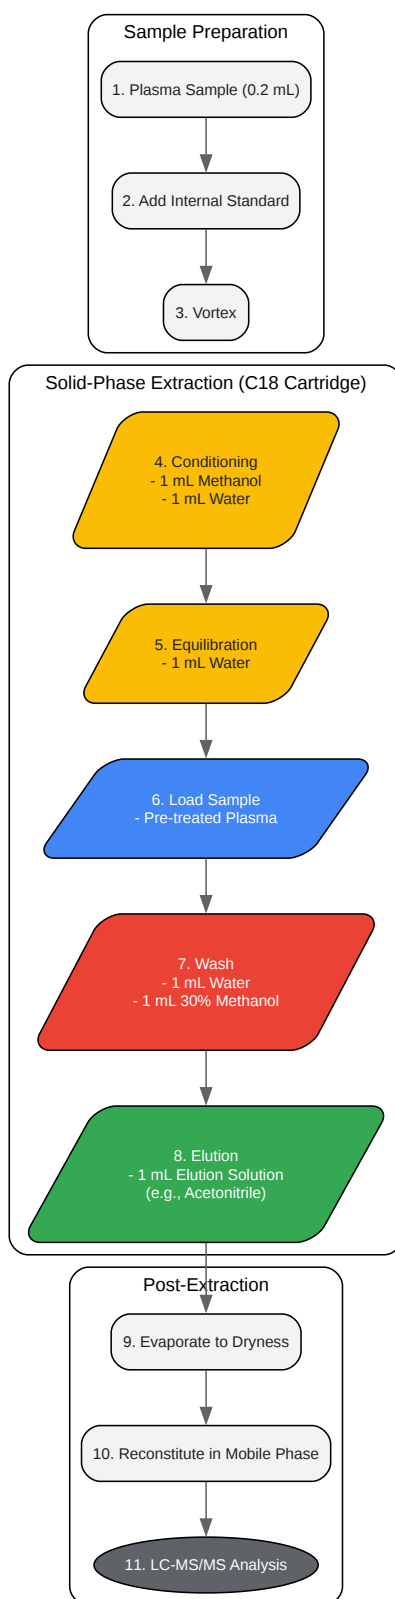 Sample Preparation
1. Plasma Sample (0.2 mL)
2. Add Internal Standard
3. Vortex
Solid-Phase Extraction (C18 Cartridge)
4. Conditioning
- 1 mL Methanol
- 1 mL Water
5. Equilibration
- 1 mL Water
6. Load Sample
- Pre-treated Plasma
7. Wash
- 1 mL Water
- 1 mL 30% Methanol
8. Elution
- 1 mL Elution Solution
(e.g., Acetonitrile)
Post-Extraction
9. Evaporate to Dryness
10. Reconstitute in Mobile Phase
11. LC-MS/MS Analysis